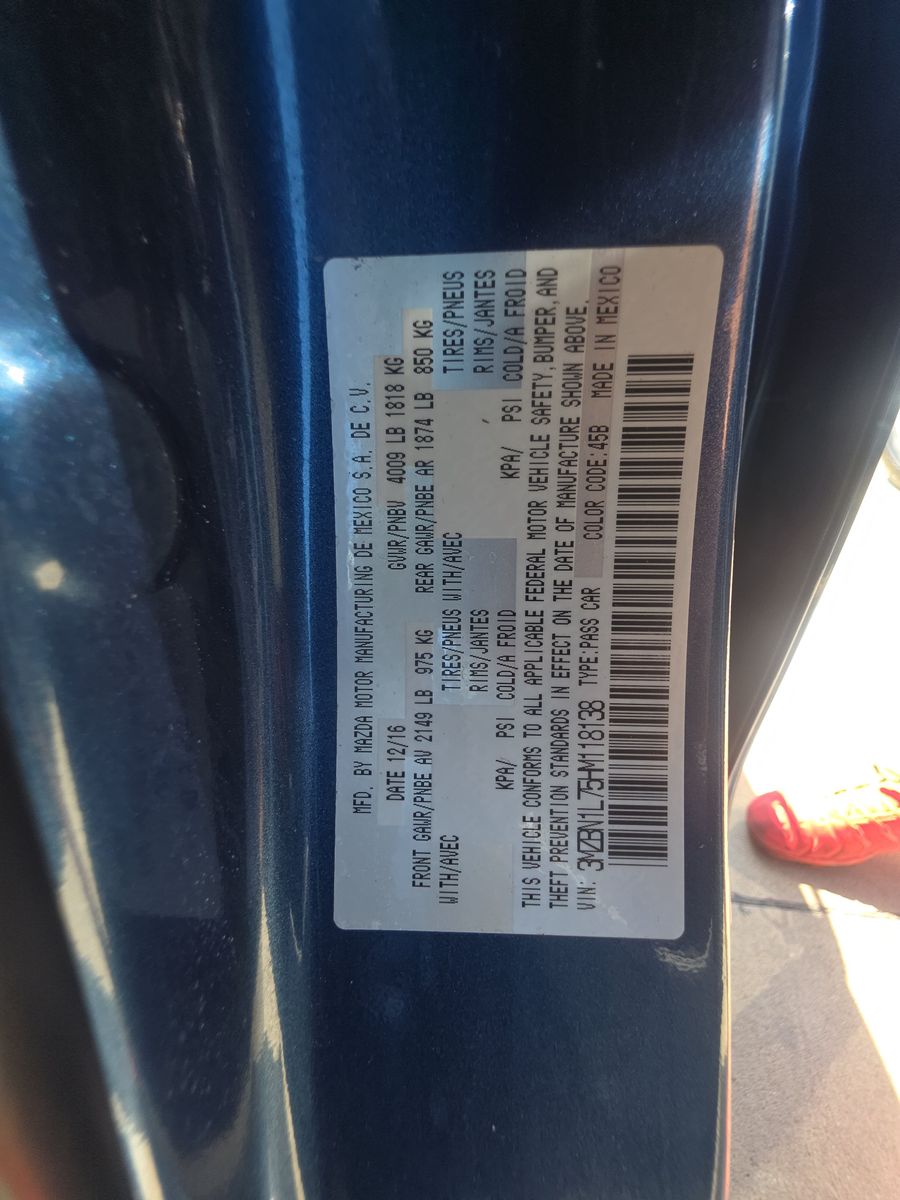 MFD. BY MAZDA MOTOR MANUFACTURING DE MEXICO S.A. DE C.V.
DATE 12/16 GVWR/PNBV 4009 LB 1818 KG
FRONT GAWR/PNBE AV 2149 LB 975 KG REAR GAWR/PNBE AR 1874 LB 850 KG
WITH/AVEC TIRES/PNEUS WITH/AVEC TIRES/PNEUS
RIMS/JANTES RIMS/JANTES
KPA/ PSI COLD/A FROID KPA/ PSI COLD/A FROID
THIS VEHICLE CONFORMS TO ALL APPLICABLE FEDERAL MOTOR VEHICLE SAFETY, BUMPER, AND
THEFT PREVENTION STANDARDS IN EFFECT ON THE DATE OF MANUFACTURE SHOWN ABOVE.
VIN: 3MZBN1L75HM118138 TYPE:PASS CAR COLOR CODE:45B MADE IN MEXICO